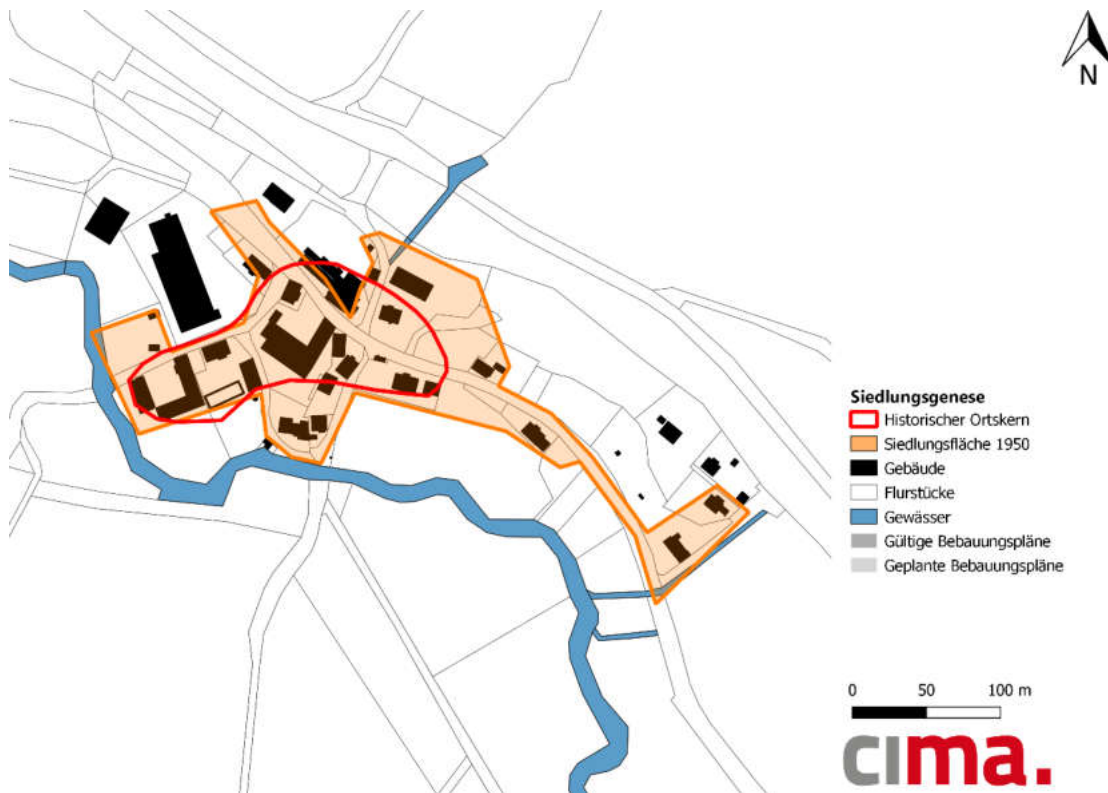 N
Siedlungsgenese
Historischer Ortskern
Siedlungsfläche 1950
Gebäude
Flurstücke
Gewässer
Gültige Bebauungspläne
Geplante Bebauungspläne
0 50 100 m
cima.